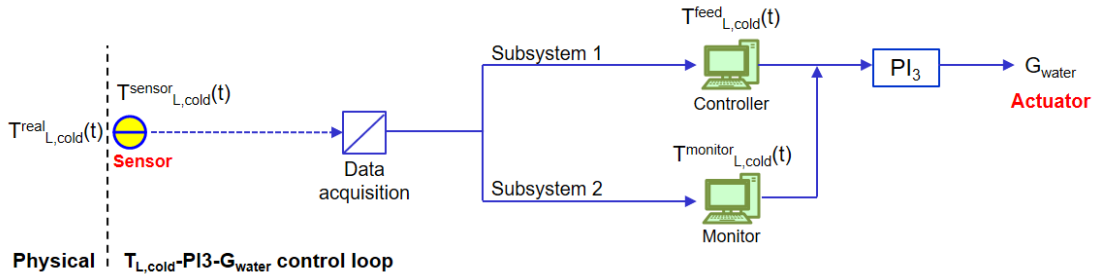 T^feed_L,cold(t)
Subsystem 1
PI₃
G_water
Actuator
Controller
T^sensor_L,cold(t)
T^real_L,cold(t)
Sensor
Data
acquisition
T^monitor_L,cold(t)
Subsystem 2
Monitor
Physical
T_L,cold-PI3-G_water control loop